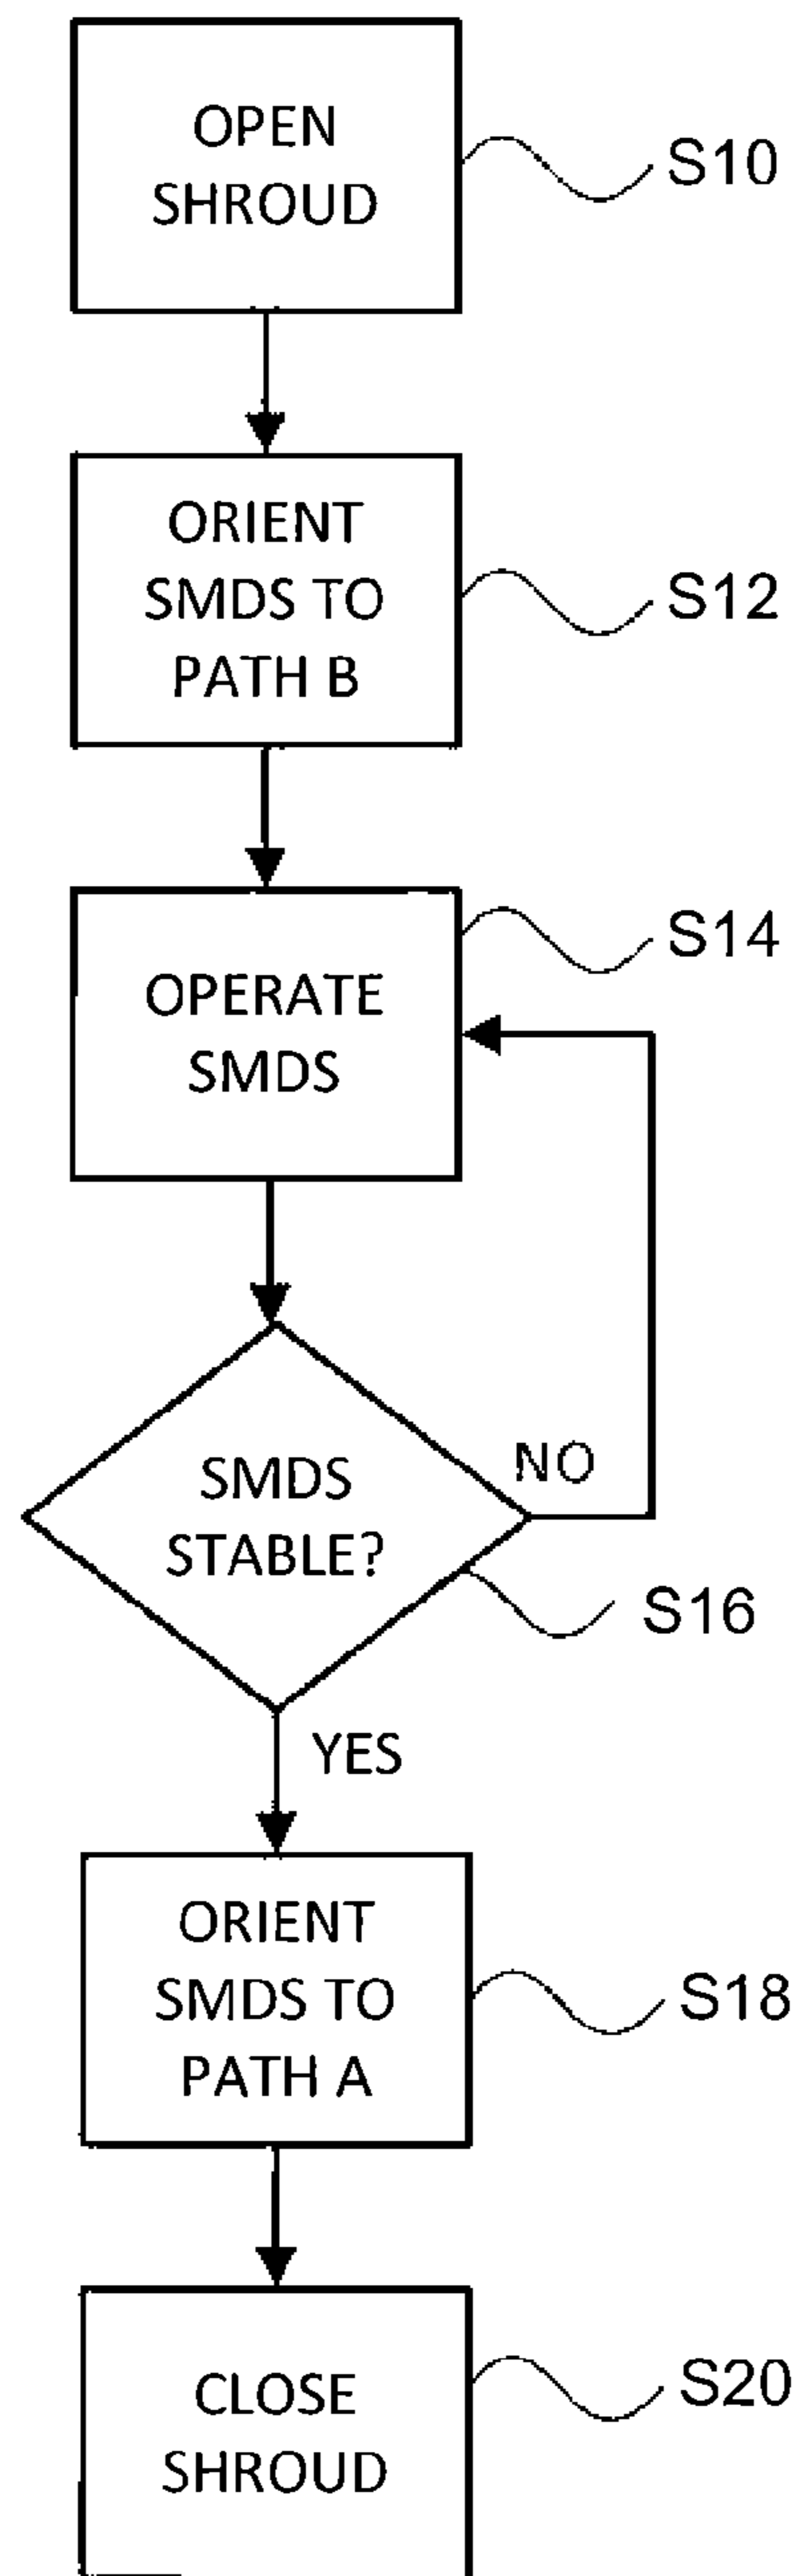 OPEN
SHROUD
S10
ORIENT
SMDS TO
PATH B
S12
OPERATE
SMDS
S14
SMDS
STABLE?
NO
S16
YES
ORIENT
SMDS TO
PATH A
S18
CLOSE
SHROUD
S20